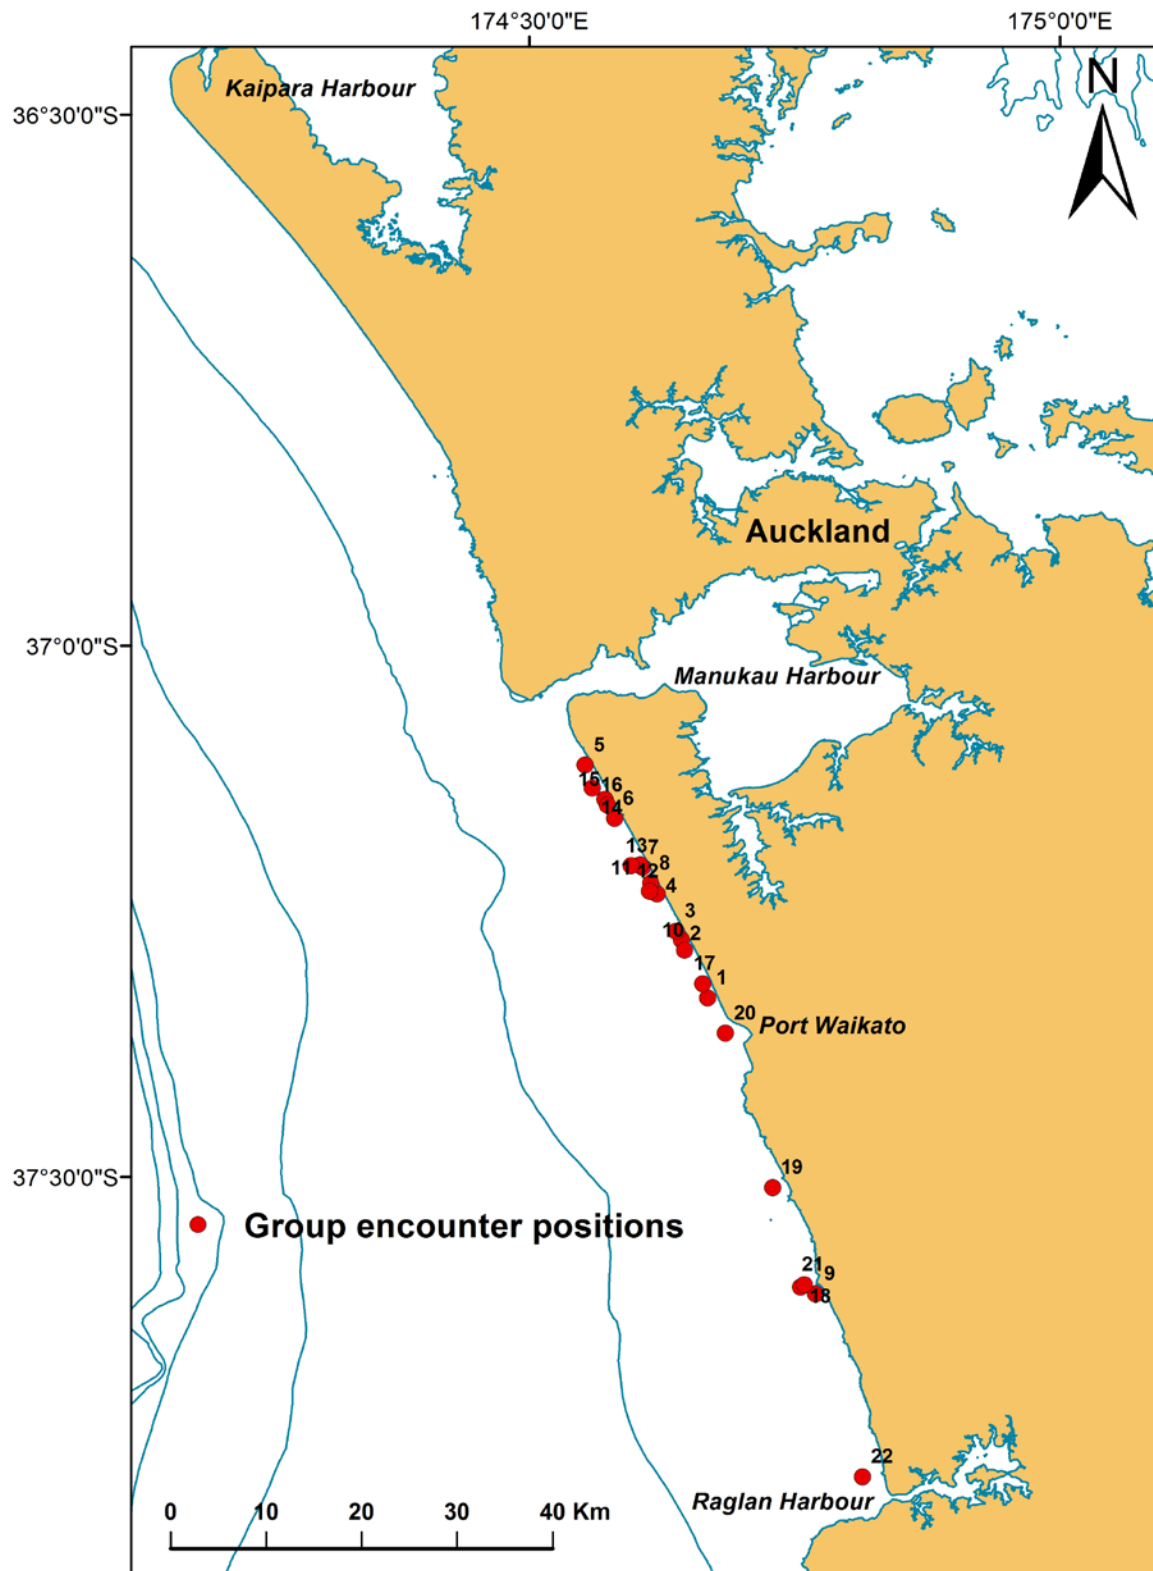 174°30'0"E
175°0'0"E
Kaipara Harbour
N
36°30'0"S
Auckland
37°0'0"S
Manukau Harbour
5
15
16
6
14
13
7
11
12
8
4
3
10
2
17
1
20
Port Waikato
37°30'0"S
19
Group encounter positions
21
9
18
22
Raglan Harbour
0 10 20 30 40 Km